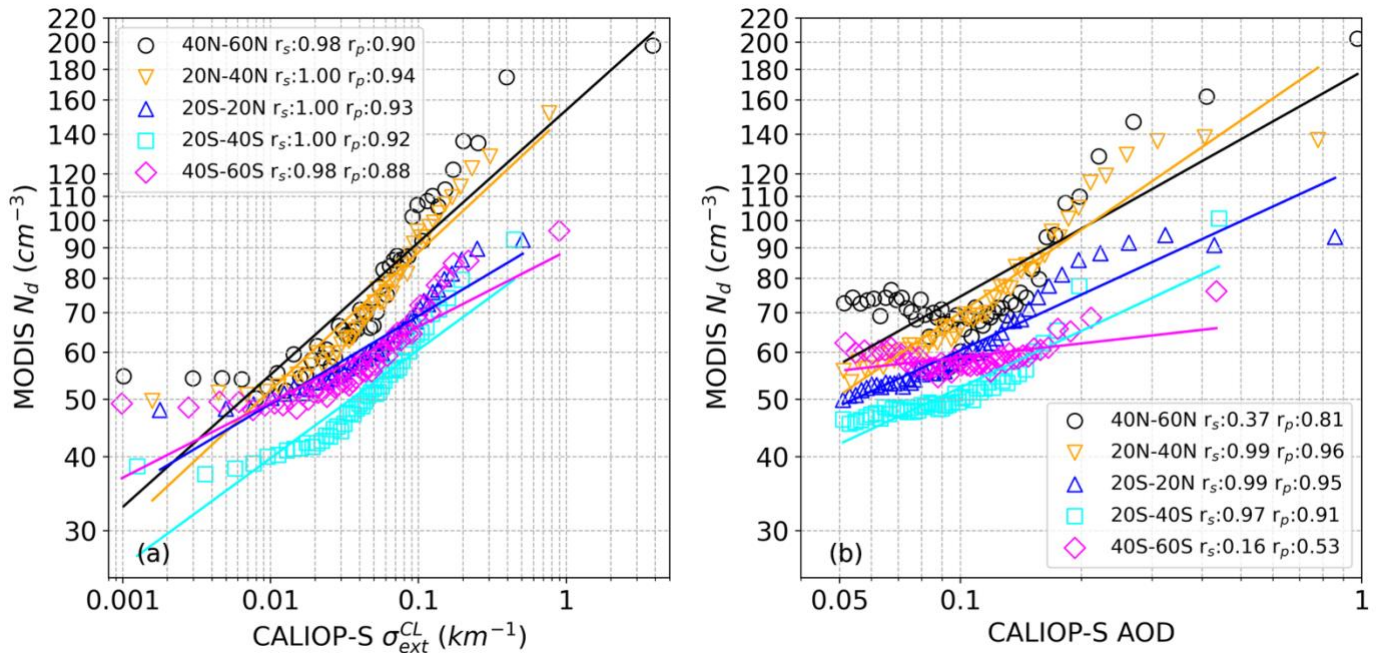 220
200
180
160
140
120
110
100
90
80
70
60
50
40
30
MODIS N_d (cm⁻³)
40N-60N r_s:0.98 r_p:0.90
20N-40N r_s:1.00 r_p:0.94
20S-20N r_s:1.00 r_p:0.93
20S-40S r_s:1.00 r_p:0.92
40S-60S r_s:0.98 r_p:0.88
(a)
0.001 0.01 0.1 1
CALIOP-S σ_ext^CL (km⁻¹)
220
200
180
160
140
120
110
100
90
80
70
60
50
40
30
MODIS N_d (cm⁻³)
40N-60N r_s:0.37 r_p:0.81
20N-40N r_s:0.99 r_p:0.96
20S-20N r_s:0.99 r_p:0.95
20S-40S r_s:0.97 r_p:0.91
40S-60S r_s:0.16 r_p:0.53
(b)
0.05 0.1 1
CALIOP-S AOD